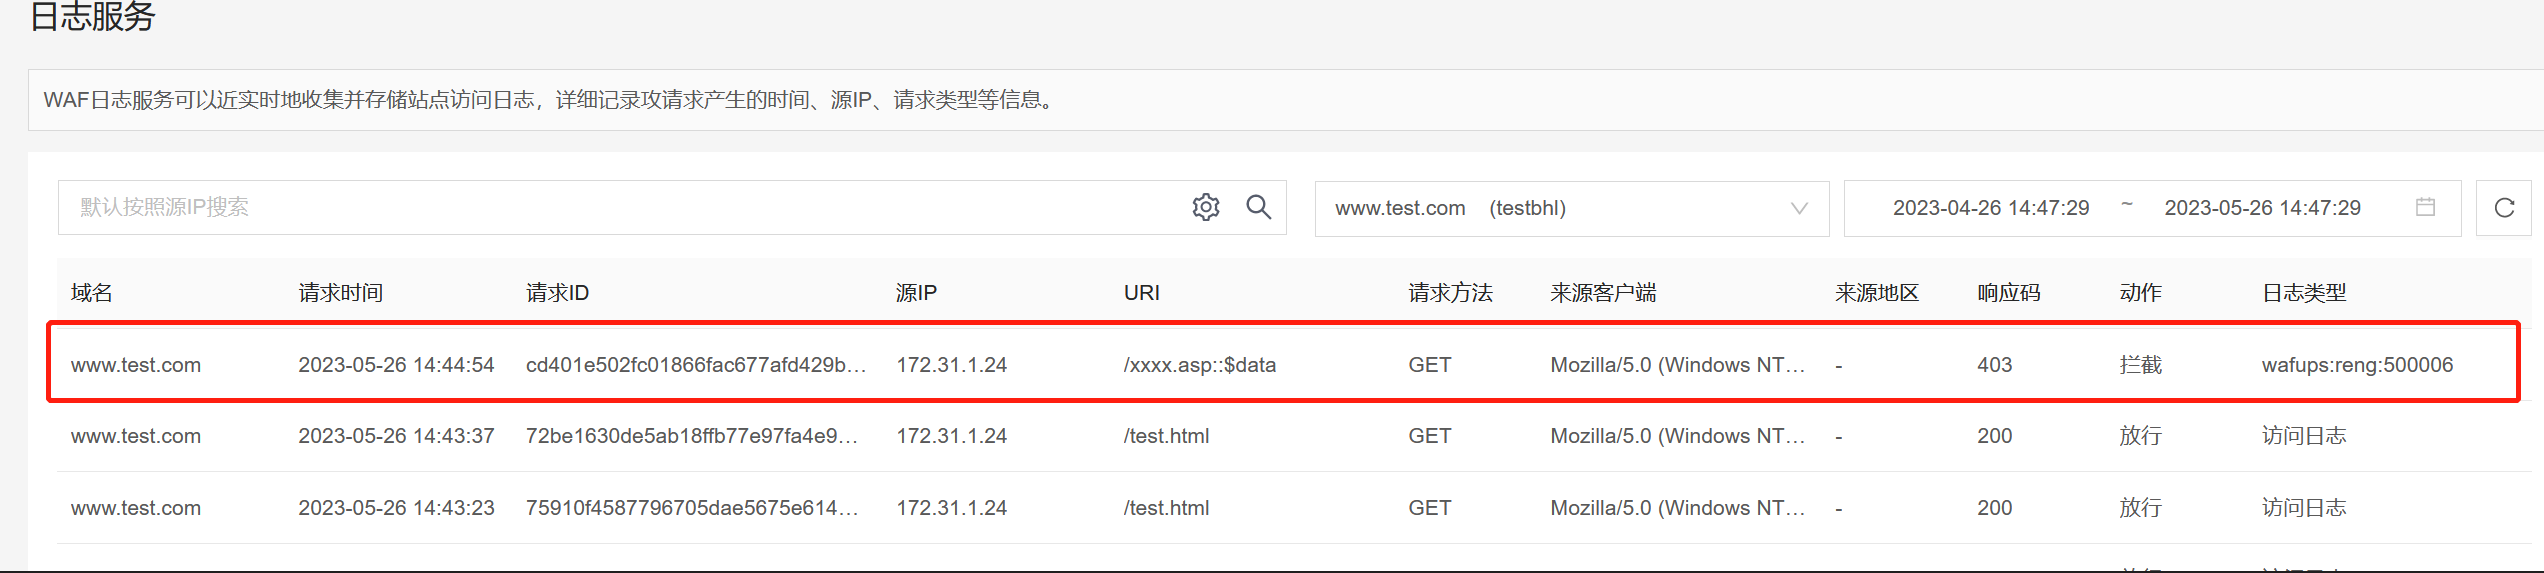 日志服务
WAF日志服务可以近实时地收集并存储站点访问日志，详细记录攻请求产生的时间、源IP、请求类型等信息。
默认按照源IP搜索 www.test.com (testbhl) 2023-04-26 14:47:29 ~ 2023-05-26 14:47:29
域名 请求时间 请求ID 源IP URI 请求方法 来源客户端 来源地区 响应码 动作 日志类型
www.test.com 2023-05-26 14:44:54 cd401e502fc01866fac677afd429b... 172.31.1.24 /xxxx.asp::$data GET Mozilla/5.0 (Windows NT... - 403 拦截 wafups:reng:500006
www.test.com 2023-05-26 14:43:37 72be1630de5ab18ffb77e97fa4e9... 172.31.1.24 /test.html GET Mozilla/5.0 (Windows NT... - 200 放行 访问日志
www.test.com 2023-05-26 14:43:23 75910f4587796705dae5675e614... 172.31.1.24 /test.html GET Mozilla/5.0 (Windows NT... - 200 放行 访问日志